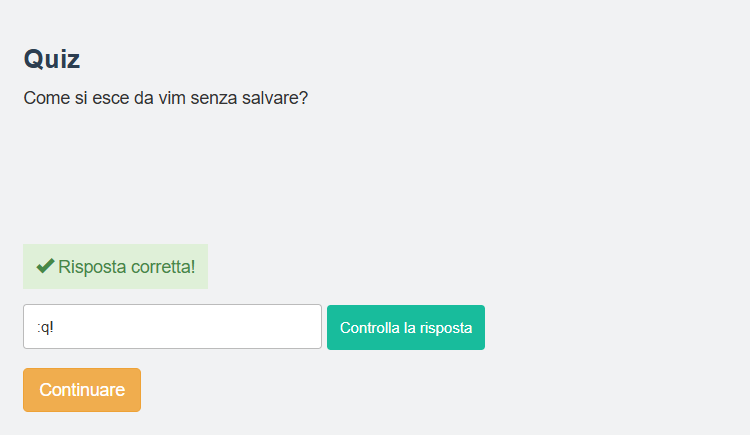 Quiz
Come si esce da vim senza salvare?
Risposta corretta!
:q!
Controlla la risposta
Continuare